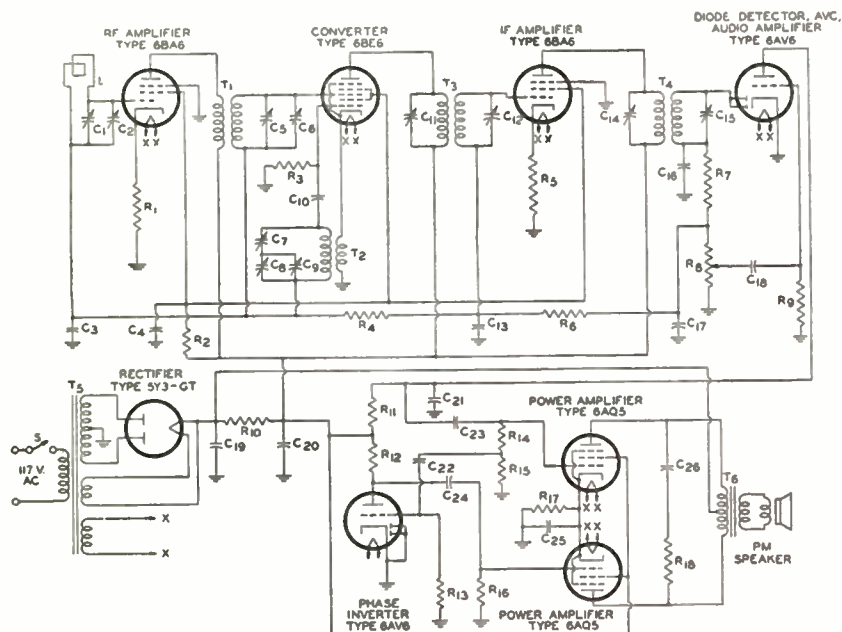 RF AMPLIFIER
TYPE 6BA6
CONVERTER
TYPE 6BE6
IF AMPLIFIER
TYPE 6BA6
DIODE DETECTOR, AVC,
AUDIO AMPLIFIER
TYPE 6AV6
L
C1
C2
X X
T1
C5
C6
X X
T3
C11
C12
X X
T4
C14
C15
X X
R1
R3
C10
R5
C16
R7
C7
C8
C9
T2
R8
C18
R9
C3
C4
R2
R4
C13
R6
C17
RECTIFIER
TYPE 5Y3-GT
T5
S
117 V.
AC
R10
C19
C20
X
X
R11
C21
C23
R14
R12
C22
R15
C24
POWER AMPLIFIER
TYPE 6AQ5
R17
X X
X X
C25
C26
T6
R18
PM
SPEAKER
R13
R16
PHASE
INVERTER
TYPE 6AV6
POWER AMPLIFIER
TYPE 6AQ5